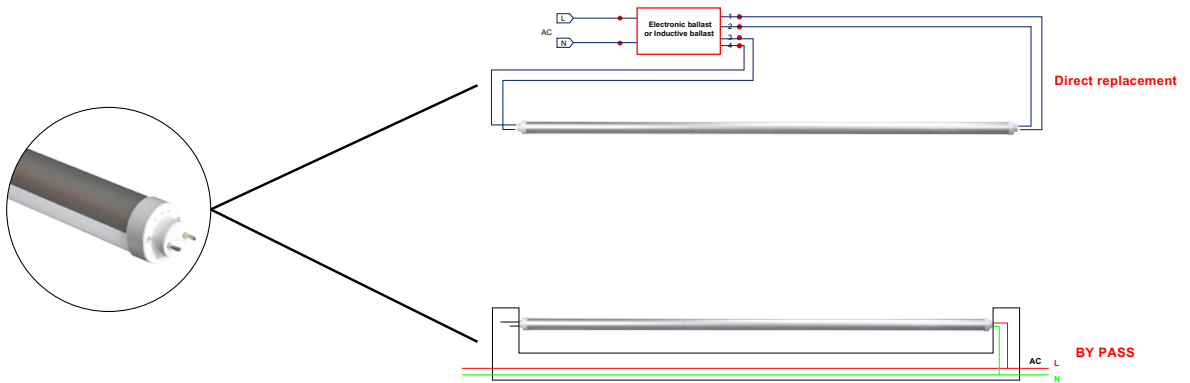 L
AC
N
Electronic ballast
or Inductive ballast
1
2
3
4
Direct replacement
BY PASS
AC
L
N